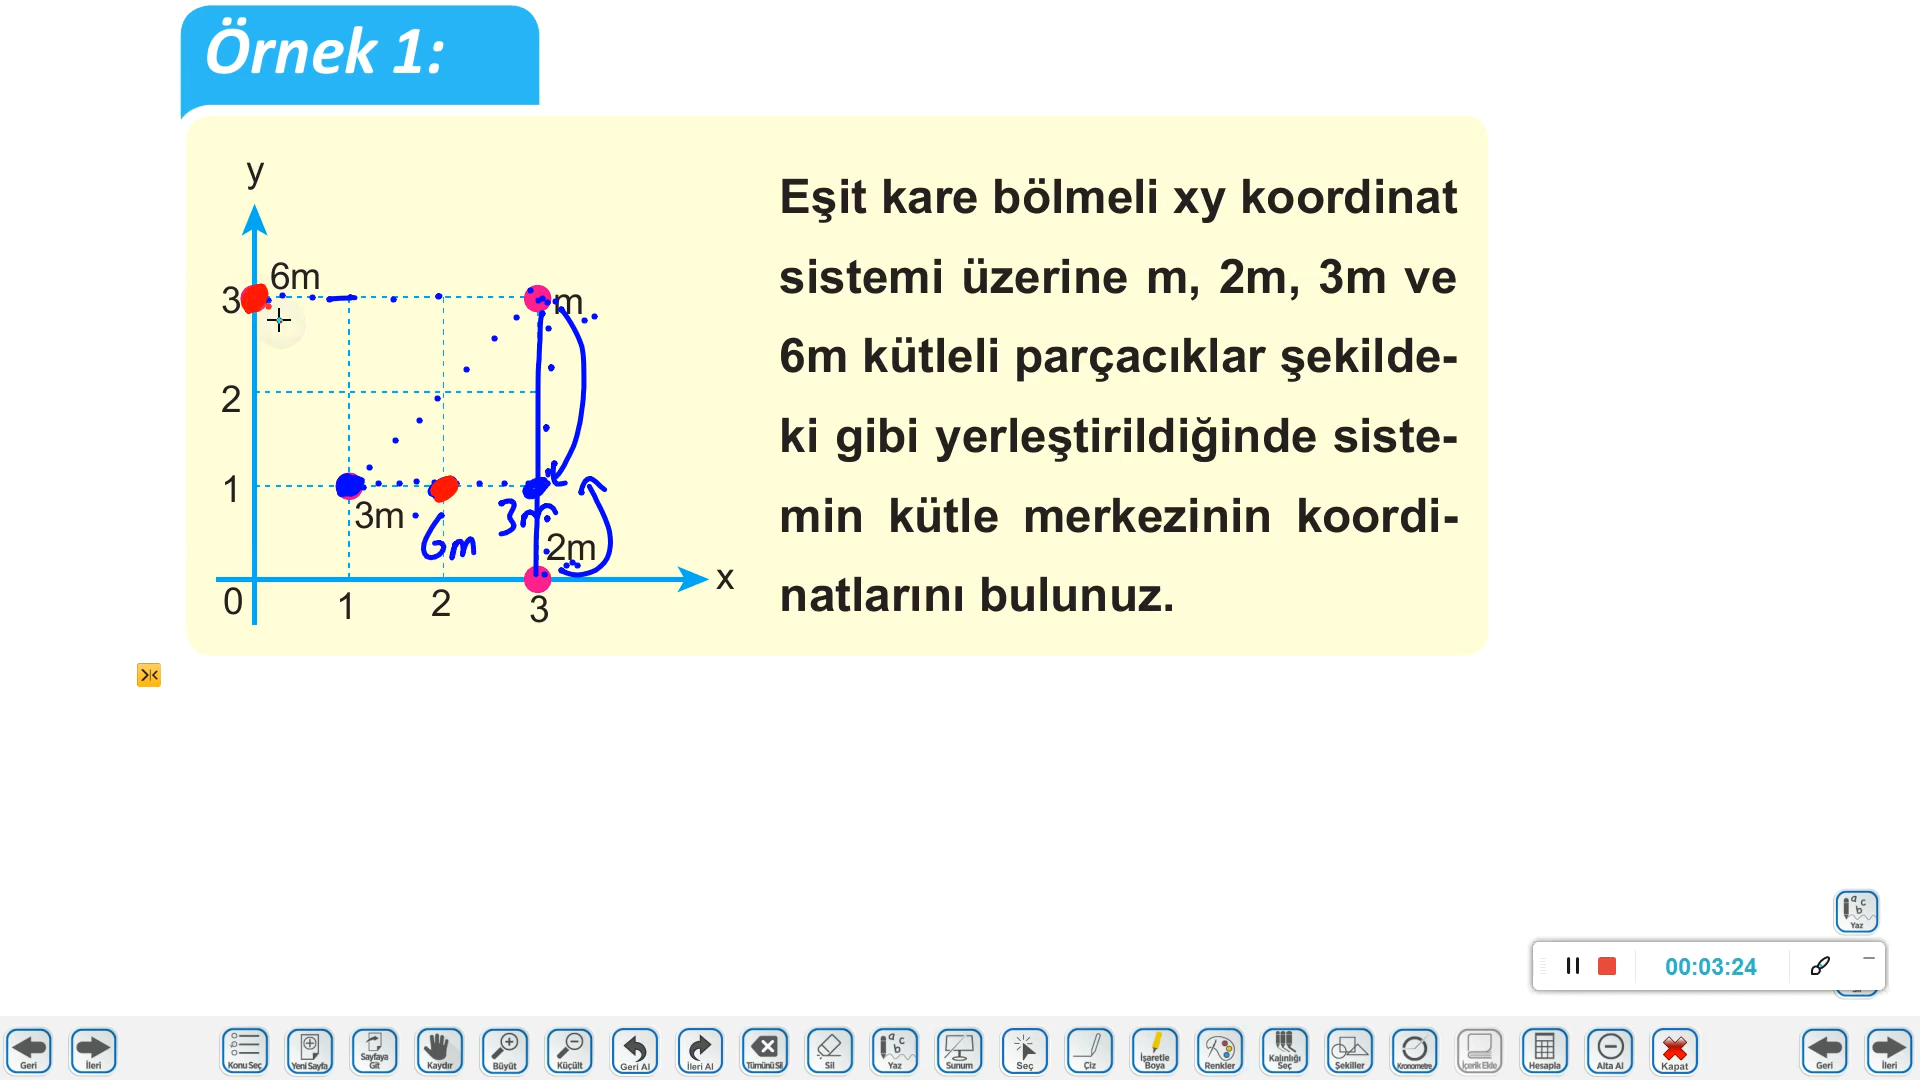 Örnek 1:
y
6m
3
m
2
1
3m
6m
3m
2m
x
0
1
2
3
Eşit kare bölmeli xy koordinat
sistemi üzerine m, 2m, 3m ve
6m kütleli parçacıklar şekilde-
ki gibi yerleştirildiğinde siste-
min kütle merkezinin koordi-
natlarını bulunuz.
Yaz
00:03:24
Geri
İleri
Konu Seç
Yeni Sayfa
Sayfaya
Git
Kaydır
Büyüt
Küçült
Geri Al
İleri Al
Tümünü Sil
Sil
Yaz
Sunum
Seç
Çiz
İşaretle
Boya
Renkler
Kalınlığı
Seç
Şekiller
Kronometre
İçerik Ekle
Hesapla
Alta Al
Kapat
Geri
İleri